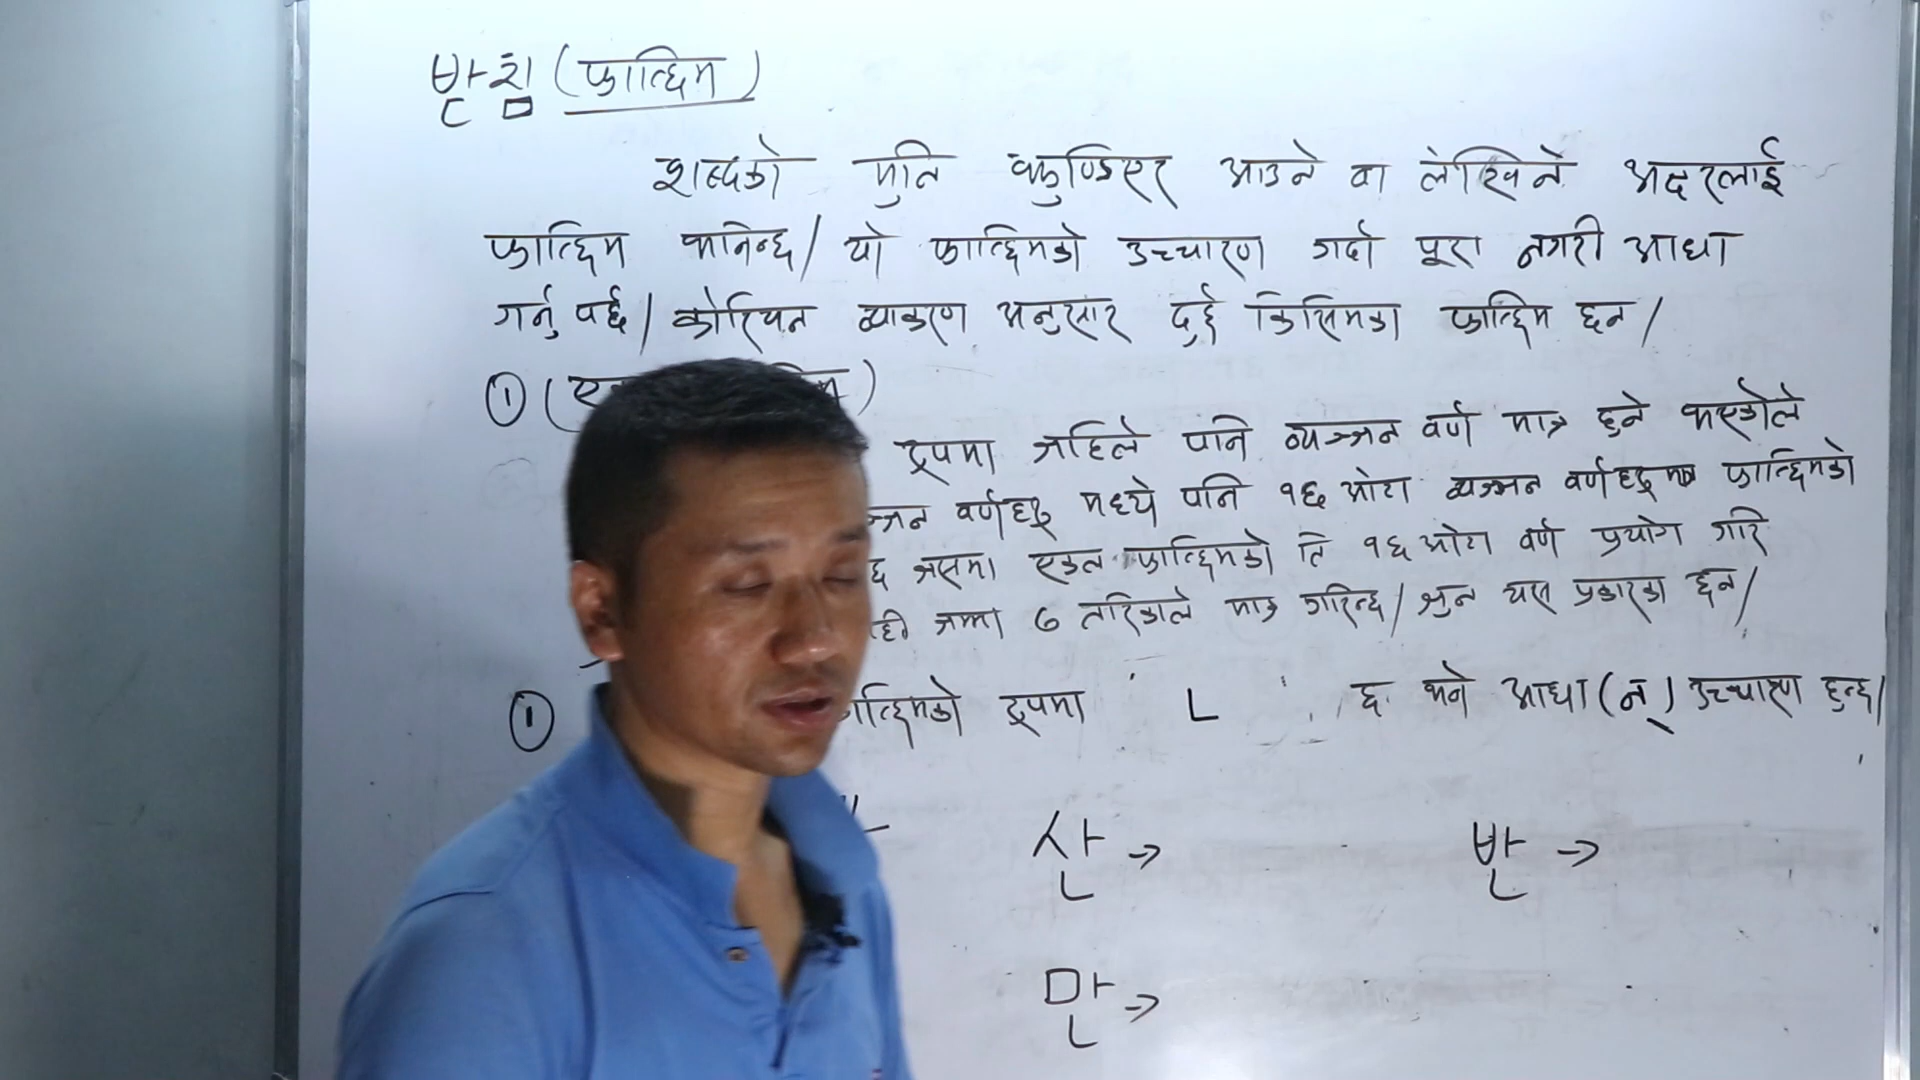 받침 (फात्छिम)
शब्दको मुनि झुण्डिएर आउने वा लेखिने अक्षरलाई
फात्छिम भनिन्छ। यो फात्छिमको उच्चारण गर्दा पूरा नगरी आधा
गर्नु पर्छ। कोरियन व्याकरण अनुसार दुई किसिमका फात्छिम छन।
① (
रूपमा जहिले पनि व्यञ्जन वर्ण मात्र हुने भएकोले
वर्णहरु मध्ये पनि १६ ओटा व्यञ्जन वर्णहरु फात्छिमको
छ जसमा एकल फात्छिमको ति १६ ओटा वर्ण प्रयोग गरि
जम्मा ७ तरिकाले मात्र गरिन्छ। जुन यस प्रकारका छन।
① रूपमा ' ㄴ ' छ भने आधा (न्) उच्चारण हुन्छ।
산 → 반 →
만 →